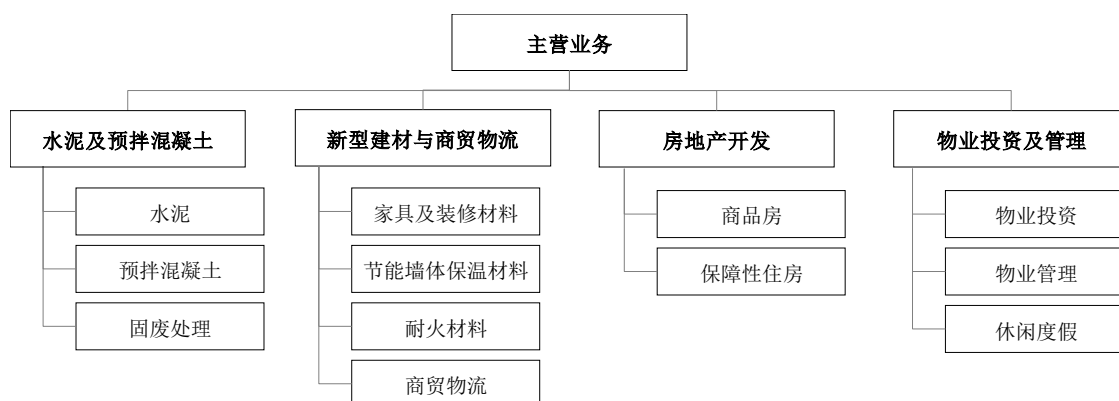 主营业务
水泥及预拌混凝土
水泥
预拌混凝土
固废处理
新型建材与商贸物流
家具及装修材料
节能墙体保温材料
耐火材料
商贸物流
房地产开发
商品房
保障性住房
物业投资及管理
物业投资
物业管理
休闲度假